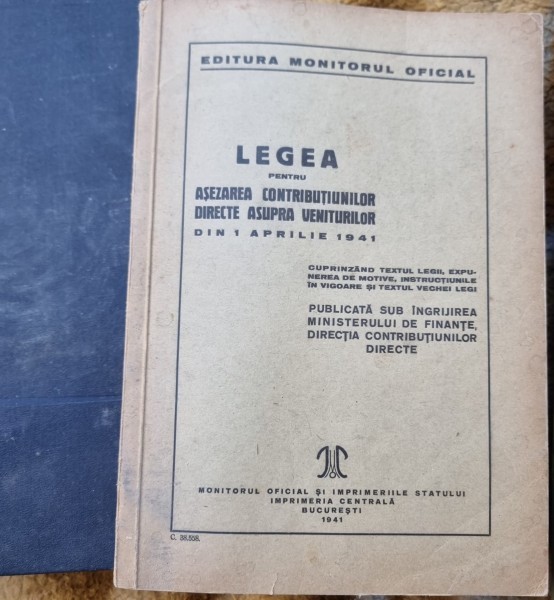 EDITURA MONITORUL OFICIAL
LEGEA
PENTRU
AȘEZAREA CONTRIBUȚIUNILOR
DIRECTE ASUPRA VENITURILOR
DIN 1 APRILIE 1941
CUPRINZÂND TEXTUL LEGII, EXPU-
NEREA DE MOTIVE, INSTRUCȚIUNILE
ÎN VIGOARE ȘI TEXTUL VECHEI LEGI
PUBLICATĂ SUB ÎNGRIJIREA
MINISTERULUI DE FINANȚE,
DIRECȚIA CONTRIBUȚIUNILOR
DIRECTE
MONITORUL OFICIAL ȘI IMPRIMERIILE STATULUI
IMPRIMERIA CENTRALĂ
BUCUREȘTI
1941
C. 38.558.